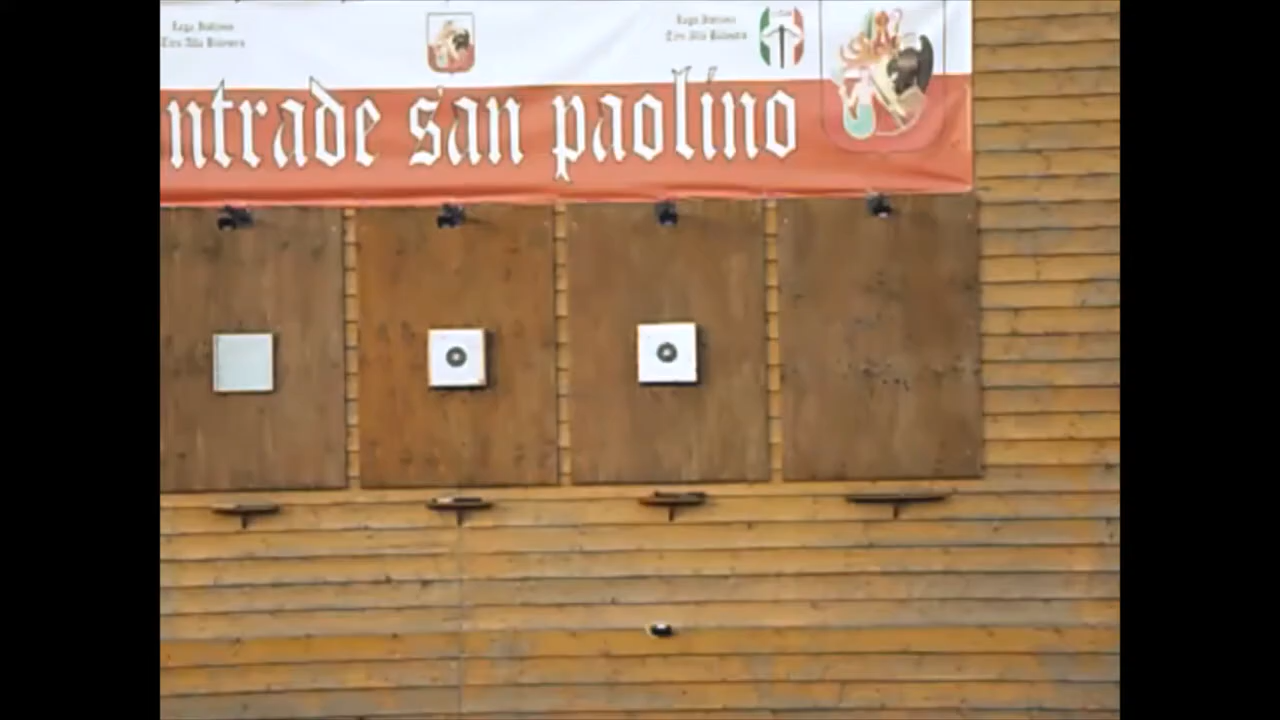 Lega Italiana
Tiro Alla Balestra
Lega Italiana
Tiro Alla Balestra
ntrade san paolino